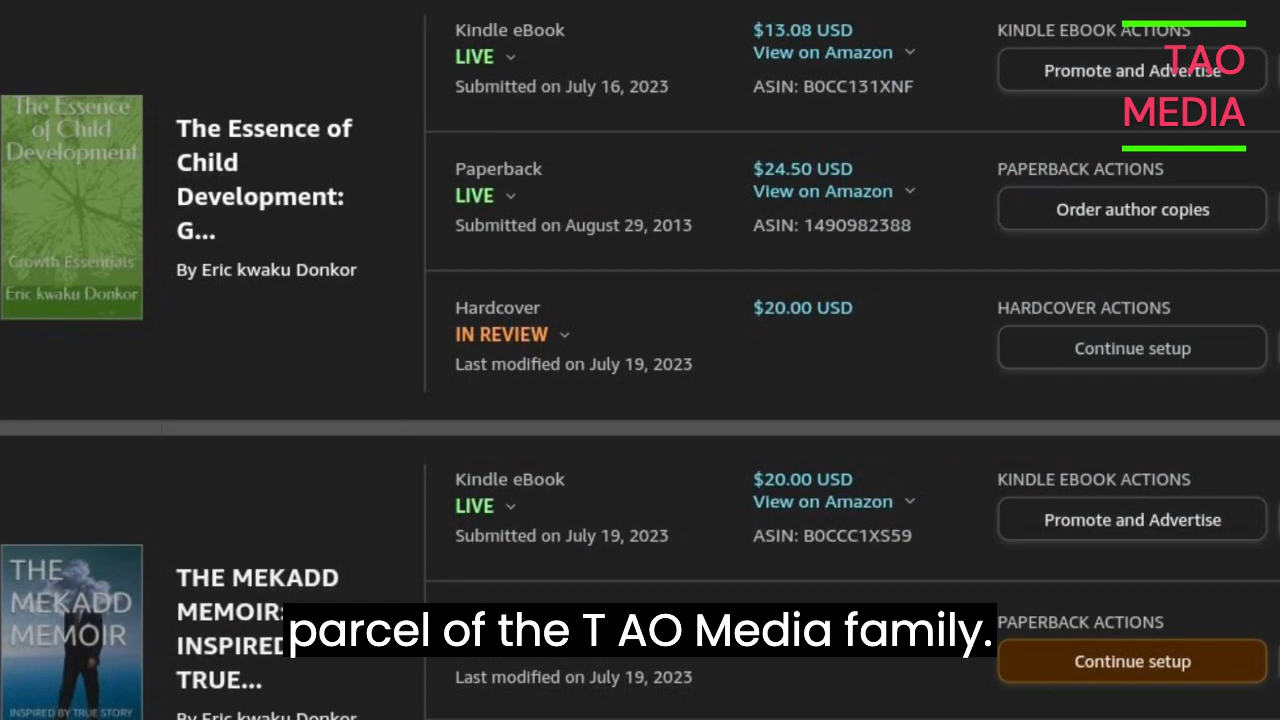 Kindle eBook
LIVE
Submitted on July 16, 2023
$13.08 USD
View on Amazon
ASIN: B0CC131XNF
KINDLE EBOOK ACTIONS
Promote and Advertise
TAO
MEDIA
The Essence
of Child
Development
Growth Essentials
Eric kwaku Donkor
The Essence of
Child
Development:
G...
By Eric kwaku Donkor
Paperback
LIVE
Submitted on August 29, 2013
$24.50 USD
View on Amazon
ASIN: 1490982388
PAPERBACK ACTIONS
Order author copies
Hardcover
IN REVIEW
Last modified on July 19, 2023
$20.00 USD
HARDCOVER ACTIONS
Continue setup
Kindle eBook
LIVE
Submitted on July 19, 2023
$20.00 USD
View on Amazon
ASIN: B0CCC1XS59
KINDLE EBOOK ACTIONS
Promote and Advertise
THE
MEKADD
MEMOIR
INSPIRED BY TRUE STORY
THE MEKADD
MEMOIR:
INSPIRED
TRUE...
By Eric kwaku Donkor
parcel of the T AO Media family.
Last modified on July 19, 2023
PAPERBACK ACTIONS
Continue setup